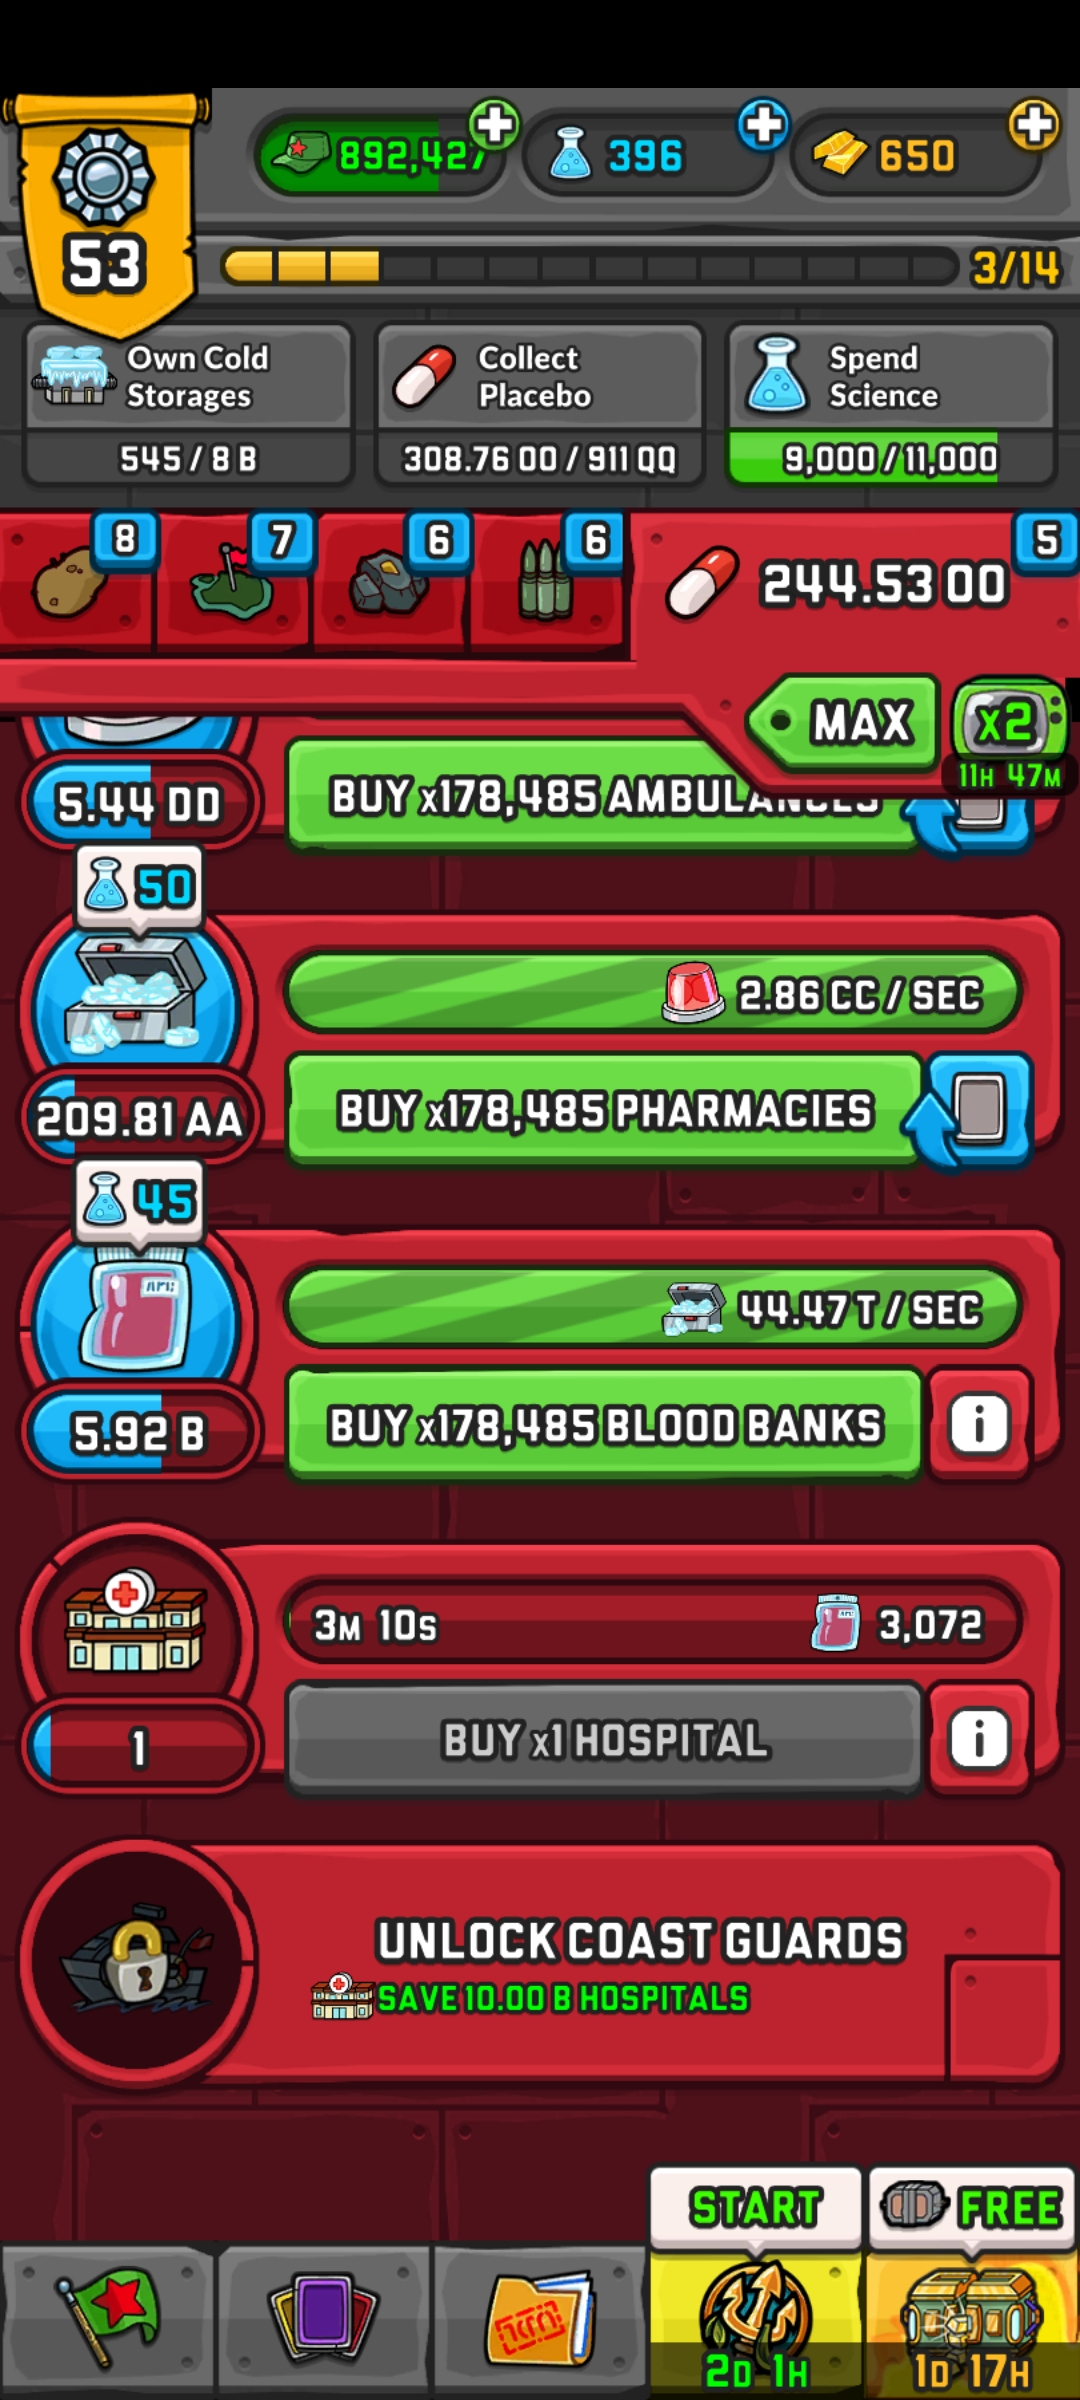 892,427
396
650
53
3/14
Own Cold Storages
545 / 8 B
Collect Placebo
308.76 OO / 911 QQ
Spend Science
9,000 / 11,000
8
7
6
6
5
244.53 OO
MAX
x2
11H 47M
5.44 DD
BUY x178,485 AMBULANCES
50
2.86 CC / SEC
209.81 AA
BUY x178,485 PHARMACIES
45
44.47 T / SEC
5.92 B
BUY x178,485 BLOOD BANKS
i
3M 10S
3,072
1
BUY x1 HOSPITAL
i
UNLOCK COAST GUARDS
SAVE 10.00 B HOSPITALS
START
FREE
2D 1H
1D 17H